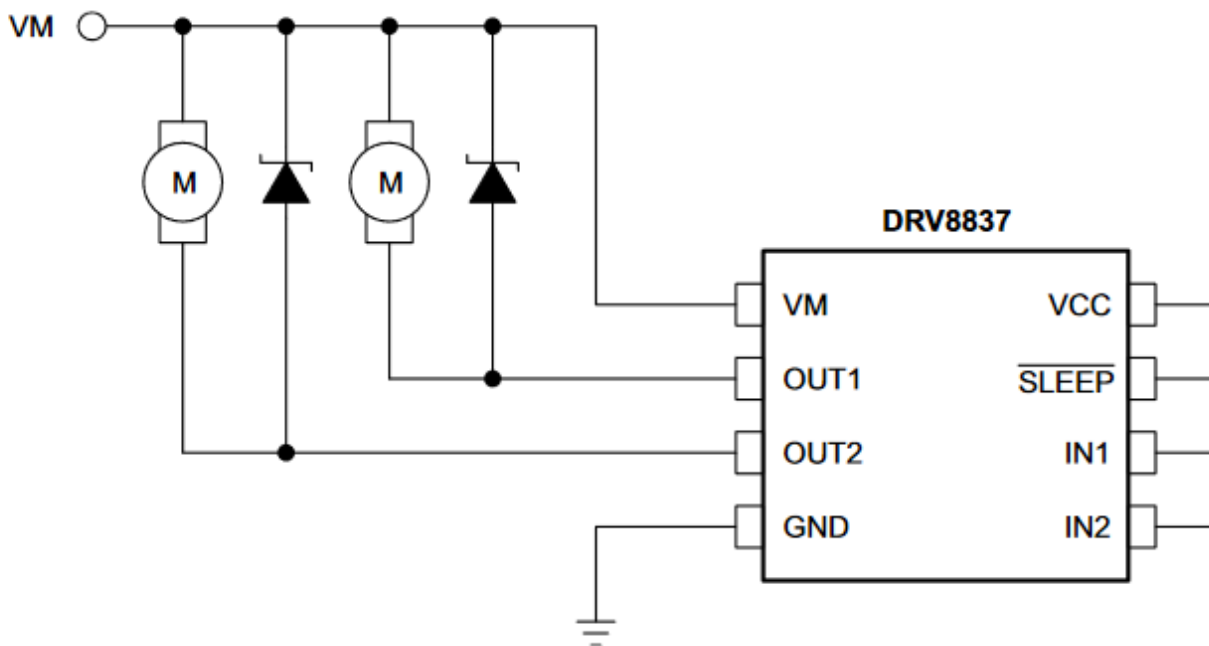 VM
M
M
DRV8837
VM
VCC
OUT1
SLEEP
OUT2
IN1
GND
IN2